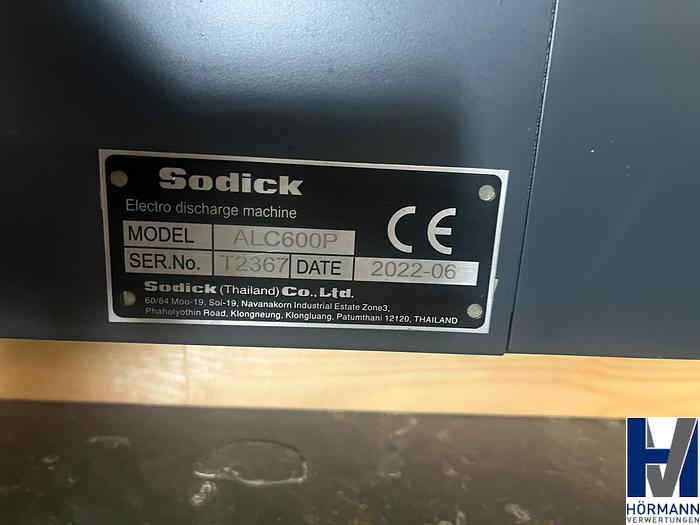 Sodick
Electro discharge machine
CE
MODEL ALC600P
SER.No. T2367 DATE 2022-06
Sodick (Thailand) Co., Ltd.
60/84 Moo-19, Soi-19, Navanakorn Industrial Estate Zone3,
Phaholyothin Road, Klongneung, Klongluang, Patumthani 12120, THAILAND
HV
HÖRMANN
VERWERTUNGEN